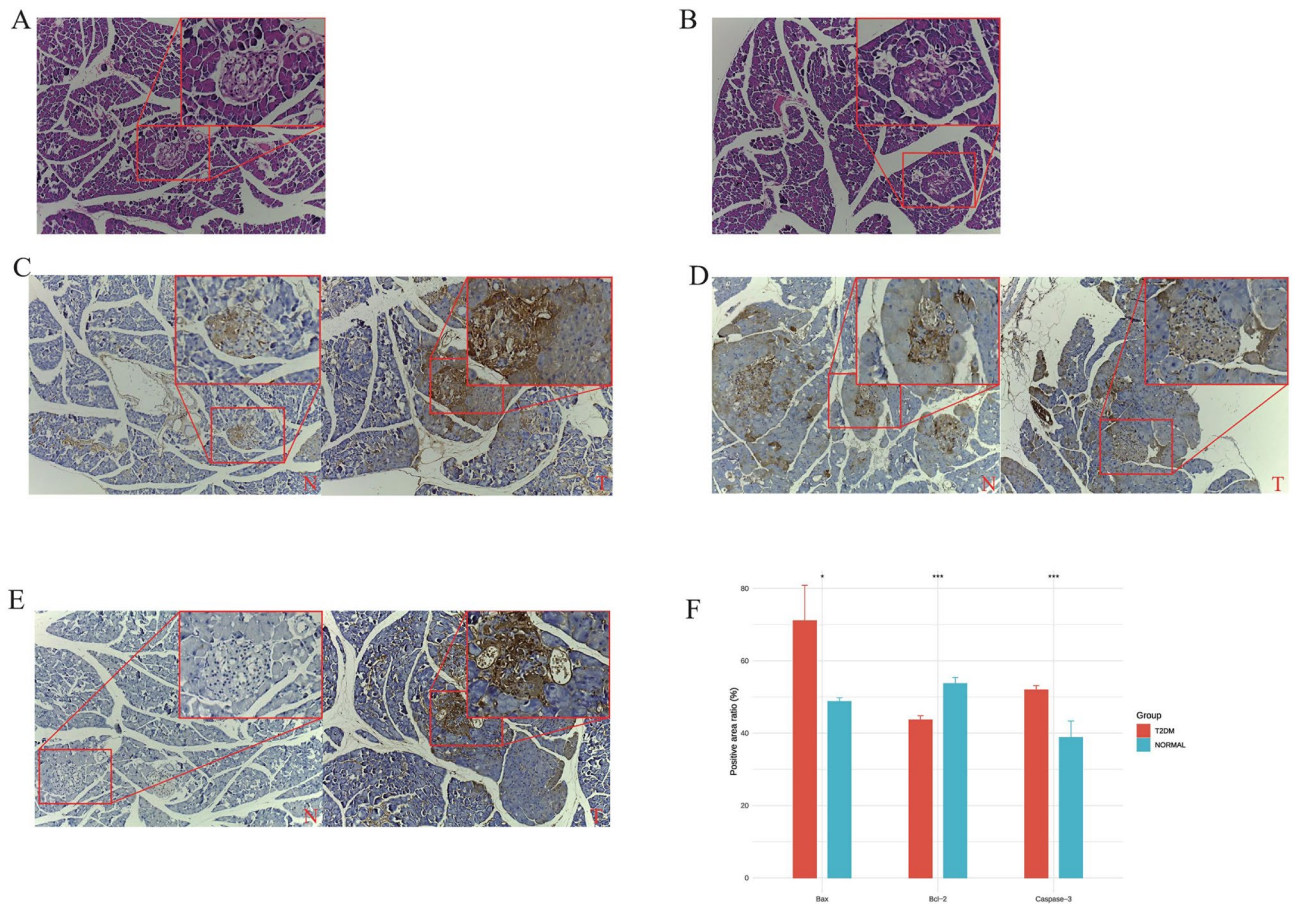 A
B
C
D
N
T
N
T
E
N
T
F
* *** ***
80
60
40
20
0
Positive area ratio (%)
Bax Bcl-2 Caspase-3
Group
T2DM
NORMAL